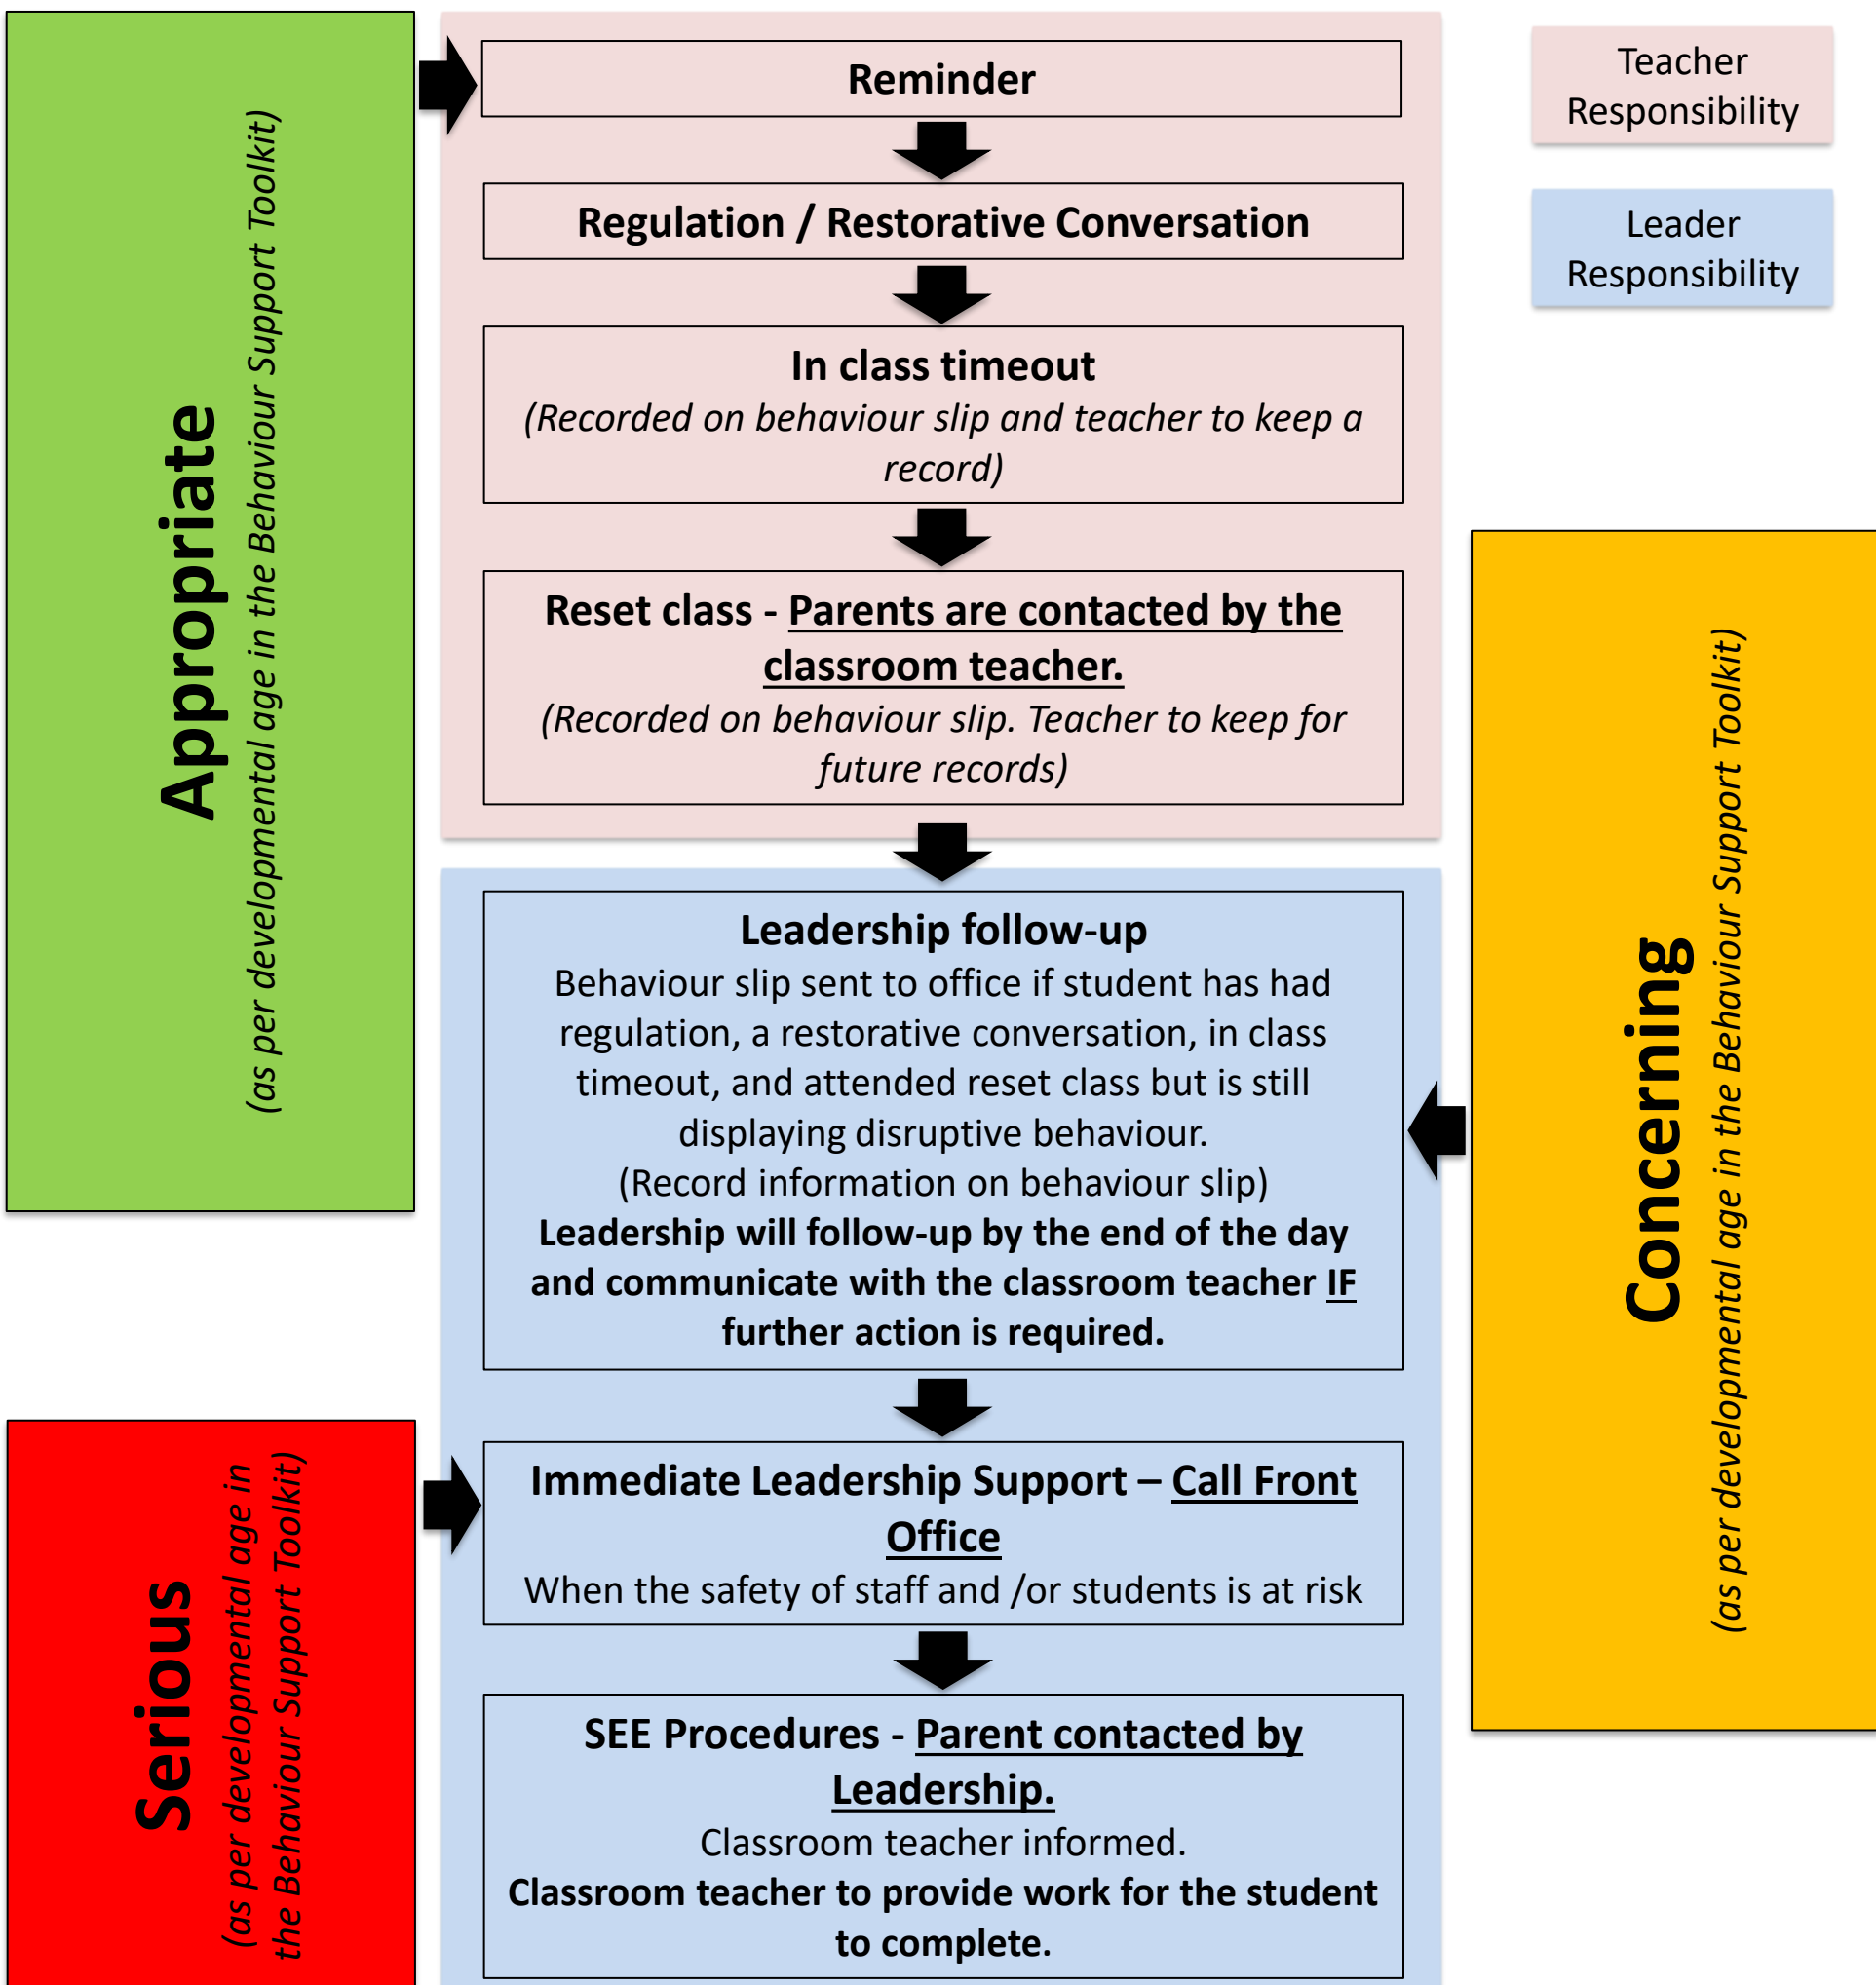 Appropriate
(as per developmental age in the Behaviour Support Toolkit)
Reminder
Regulation / Restorative Conversation
In class timeout
(Recorded on behaviour slip and teacher to keep a
record)
Reset class - Parents are contacted by the
classroom teacher.
(Recorded on behaviour slip. Teacher to keep for
future records)
Teacher
Responsibility
Leader
Responsibility
Leadership follow-up
Behaviour slip sent to office if student has had
regulation, a restorative conversation, in class
timeout, and attended reset class but is still
displaying disruptive behaviour.
(Record information on behaviour slip)
Leadership will follow-up by the end of the day
and communicate with the classroom teacher IF
further action is required.
Concerning
(as per developmental age in the Behaviour Support Toolkit)
Serious
(as per developmental age in
the Behaviour Support Toolkit)
Immediate Leadership Support – Call Front
Office
When the safety of staff and /or students is at risk
SEE Procedures - Parent contacted by
Leadership.
Classroom teacher informed.
Classroom teacher to provide work for the student
to complete.